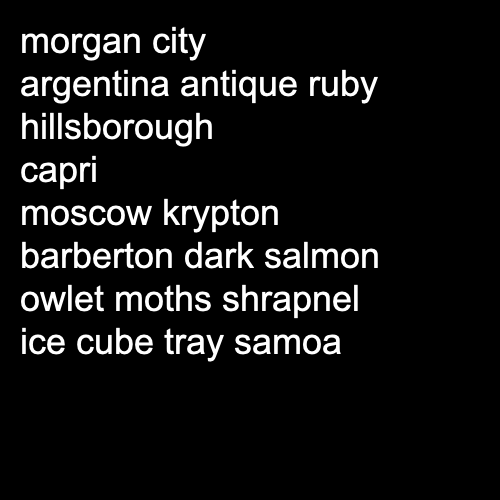 morgan city
argentina antique ruby
hillsborough
capri
moscow krypton
barberton dark salmon
owlet moths shrapnel
ice cube tray samoa